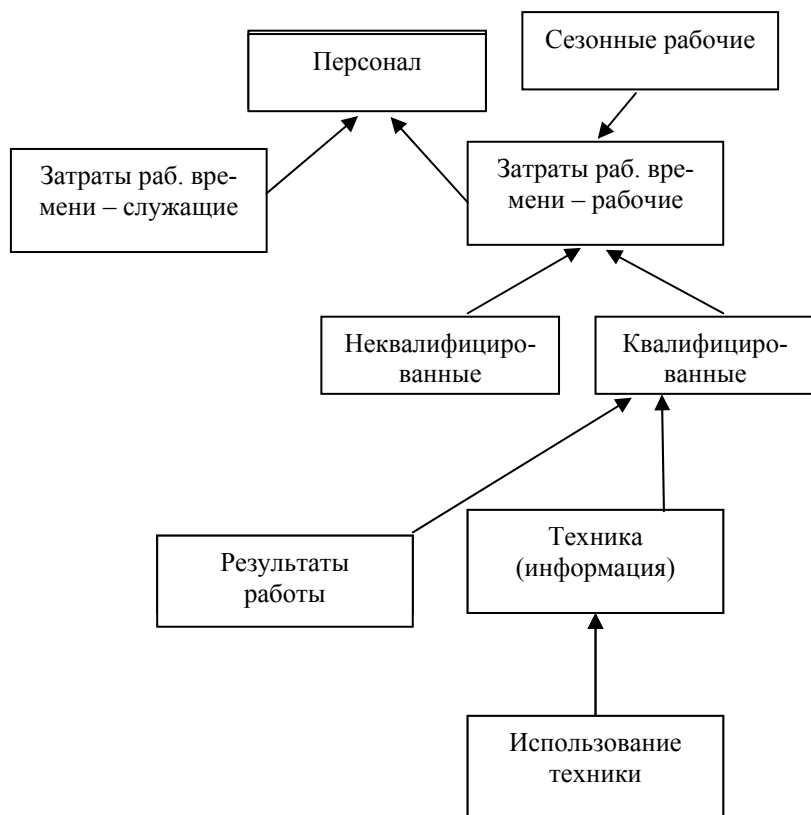 Персонал
Сезонные рабочие
Затраты раб. вре-
мени – служащие
Затраты раб. вре-
мени – рабочие
Неквалифициро-
ванные
Квалифициро-
ванные
Результаты
работы
Техника
(информация)
Использование
техники